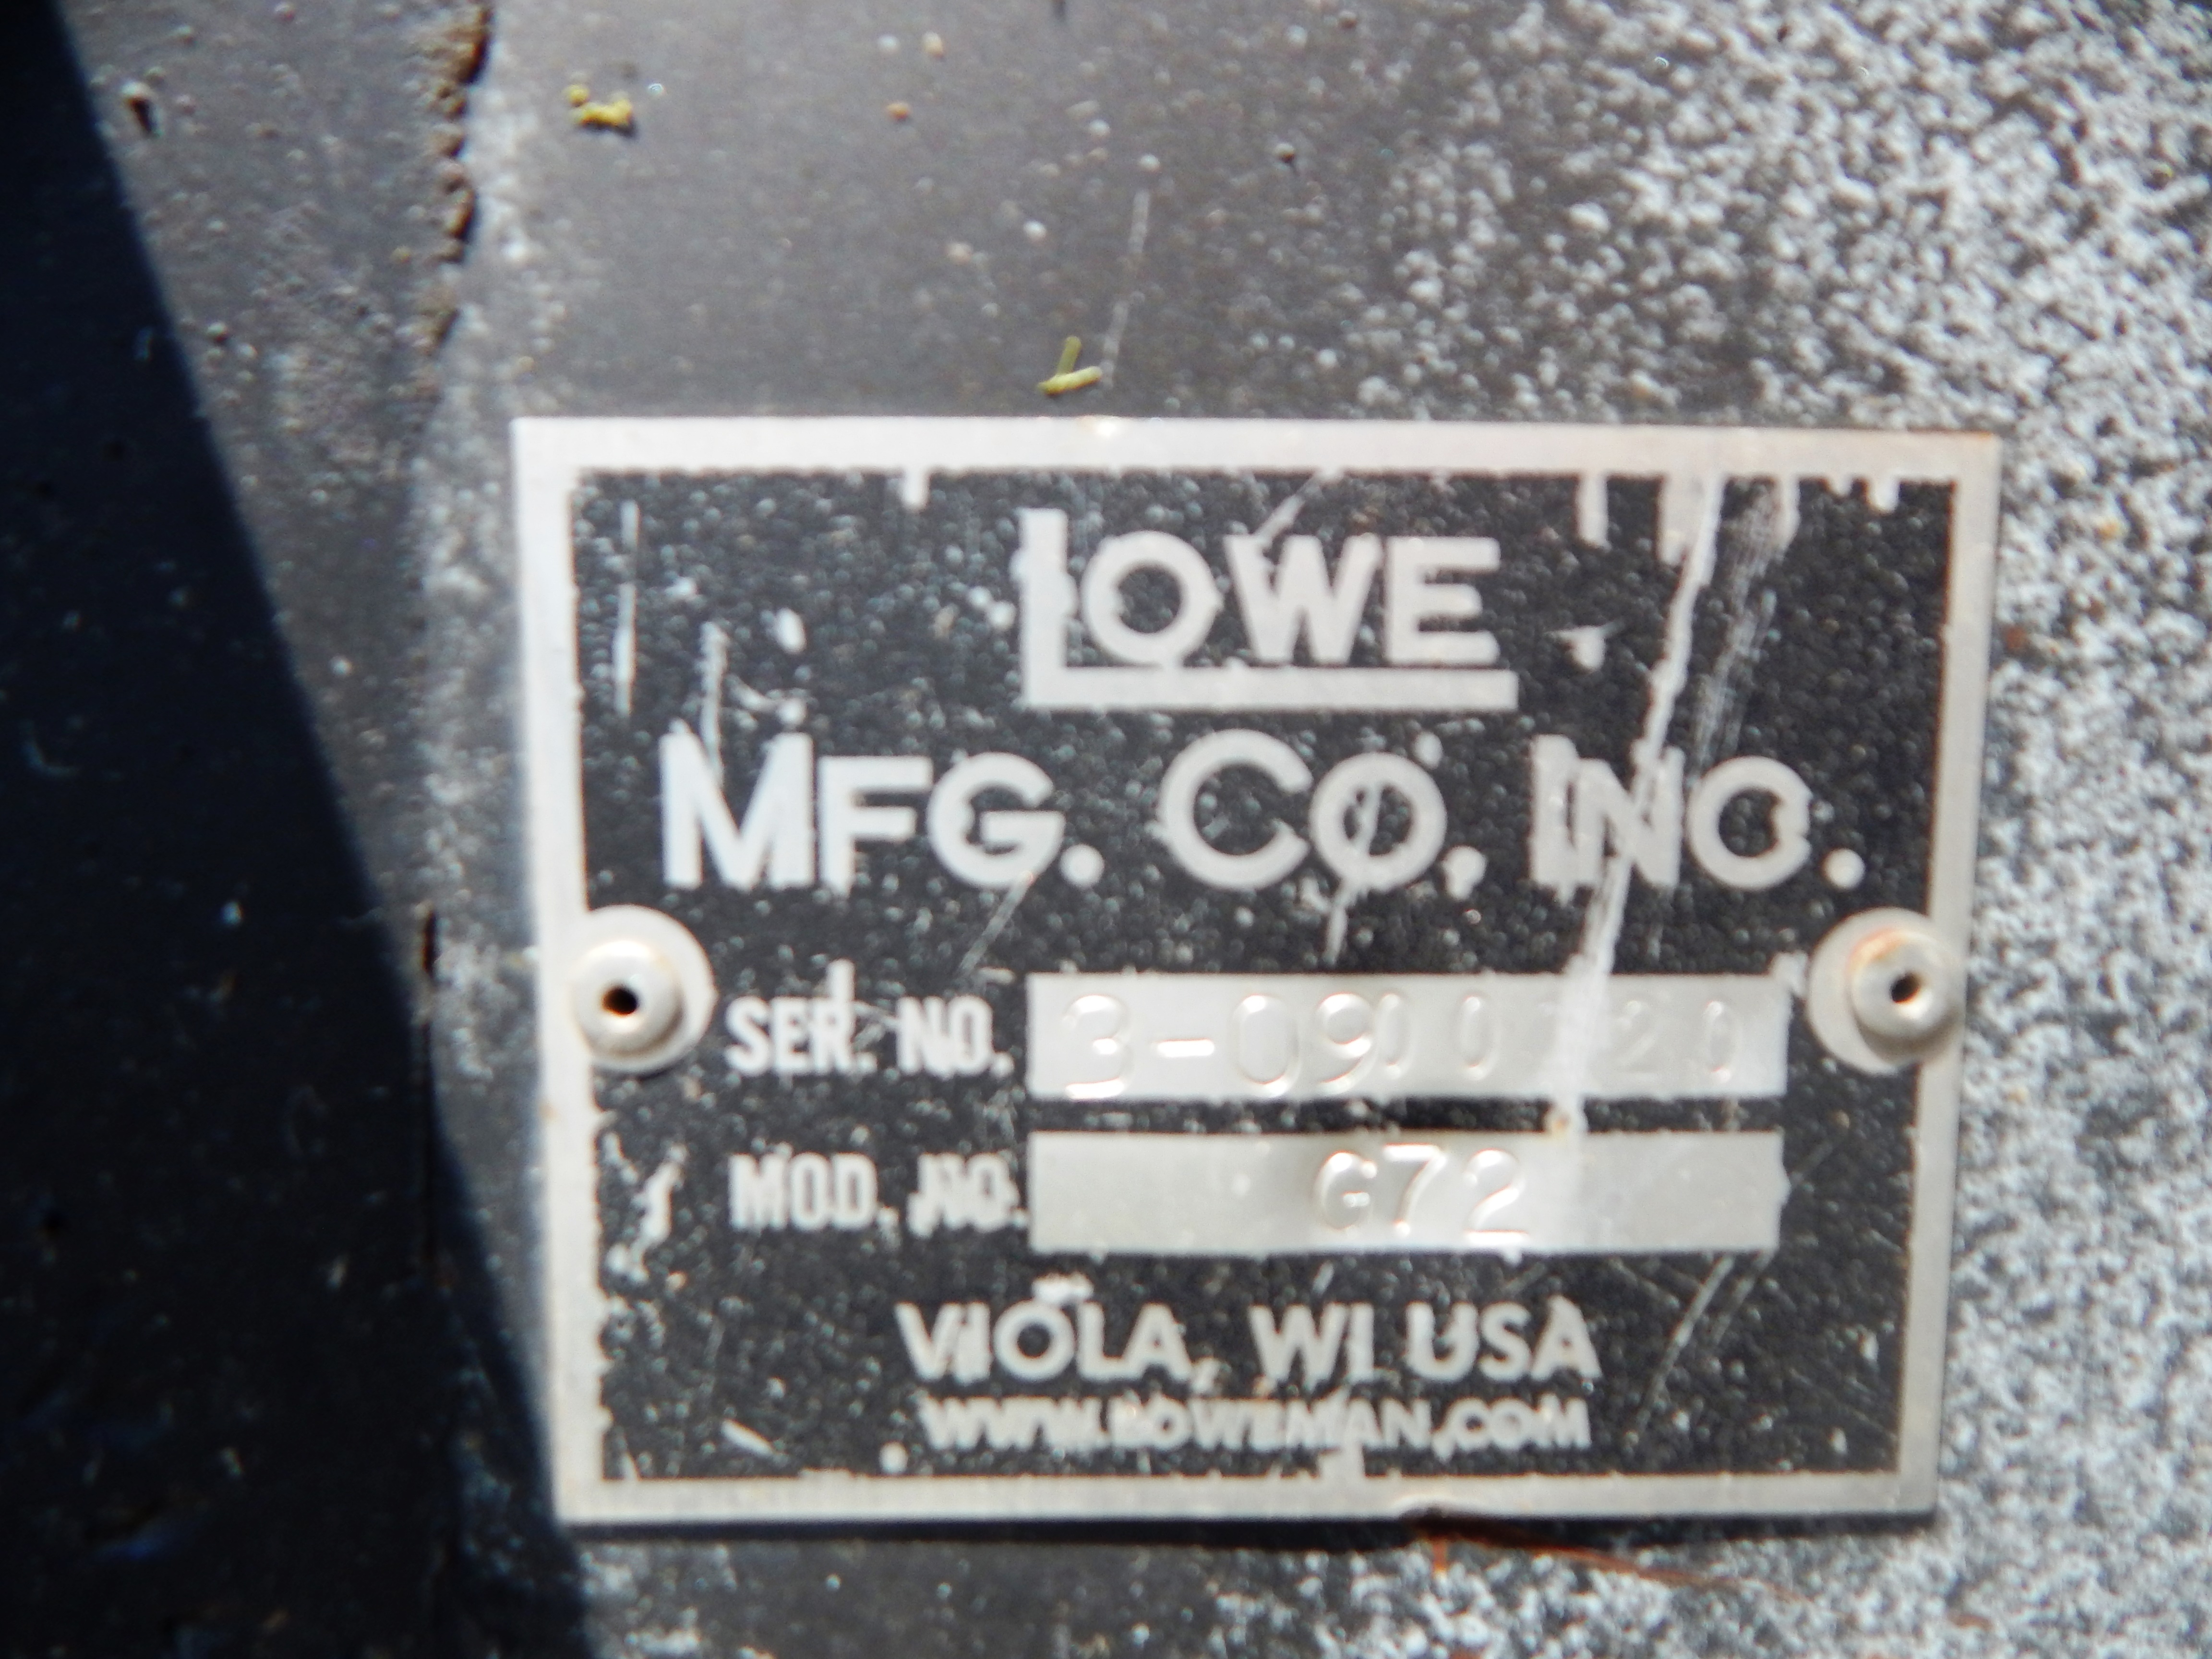 LOWE
MFG. CO. INC.
SER. NO.
MOD. NO. G72
VIOLA, WI USA
WWW.LOWEMAN.COM